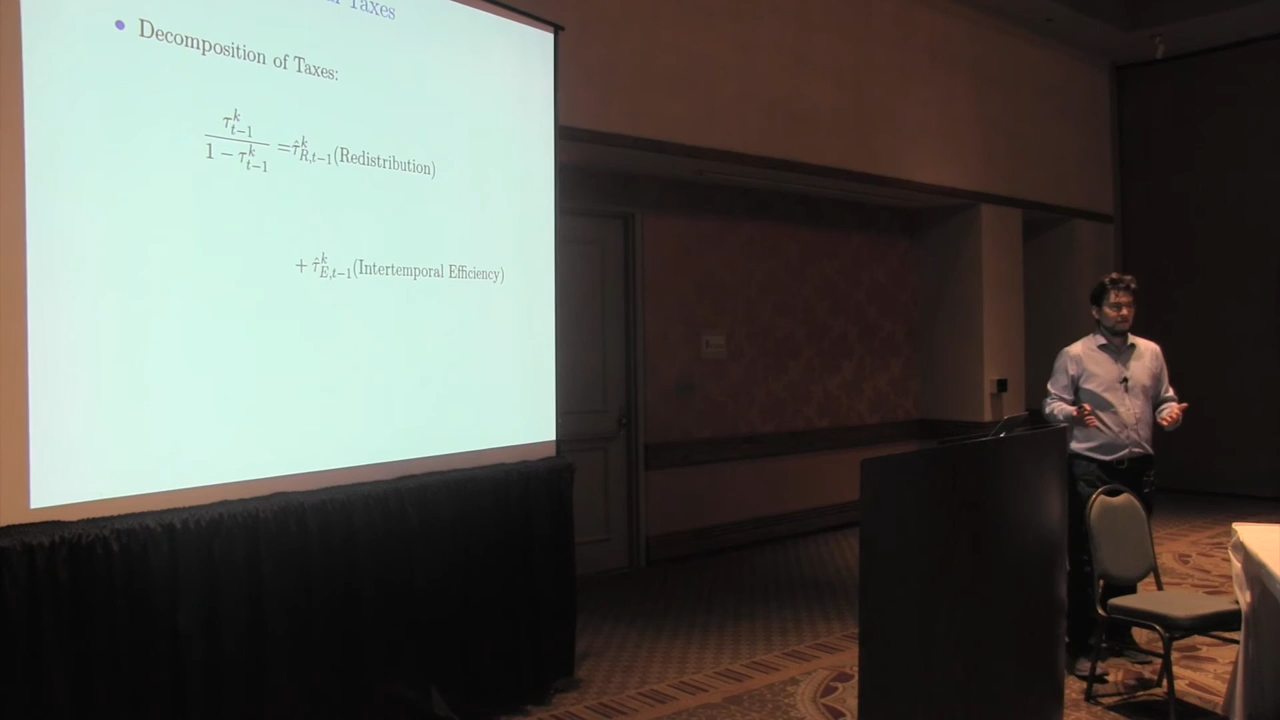 Taxes
• Decomposition of Taxes:
τ^k_{t−1} / (1 − τ^k_{t−1}) = τ̂^k_{R,t−1}(Redistribution)
+ τ̂^k_{E,t−1}(Intertemporal Efficiency)